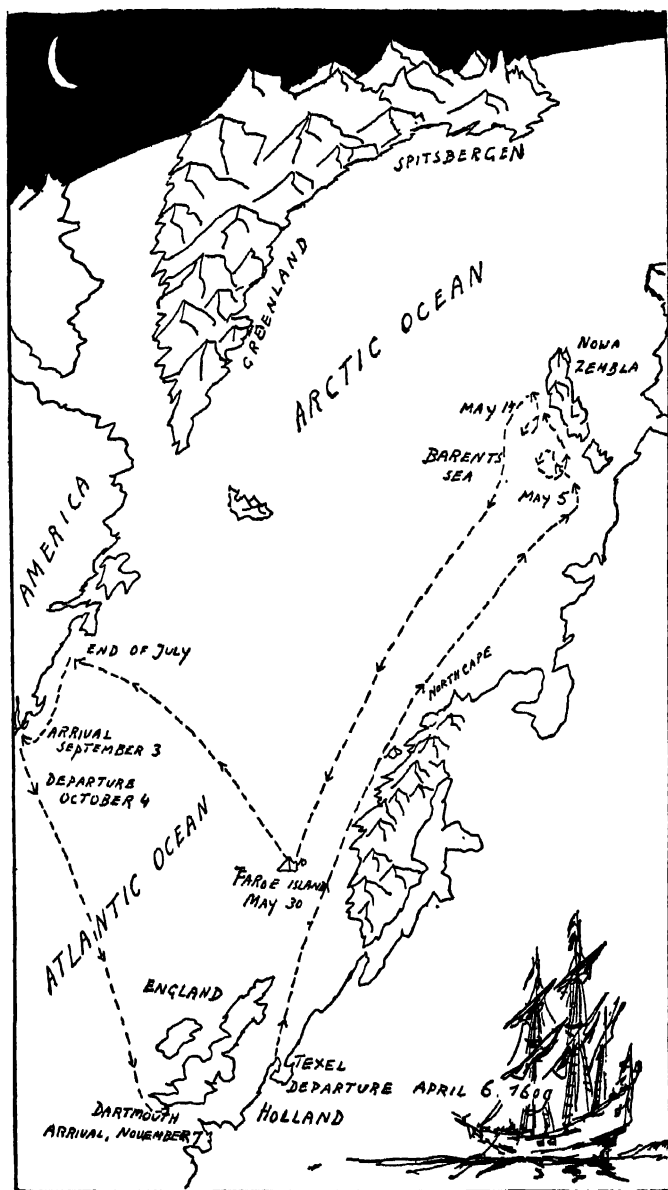 SPITSBERGEN
GREENLAND
ARCTIC OCEAN
NOWA
ZEMBLA
MAY 14
BARENTS
SEA
MAY 5
AMERICA
END OF JULY
NORTHCAPE
ARRIVAL
SEPTEMBER 3
DEPARTURE
OCTOBER 4
ATLANTIC OCEAN
FAROE ISLAND
MAY 30
ENGLAND
TEXEL
DEPARTURE APRIL 6, 1600
HOLLAND
DARTMOUTH
ARRIVAL, NOVEMBER 7